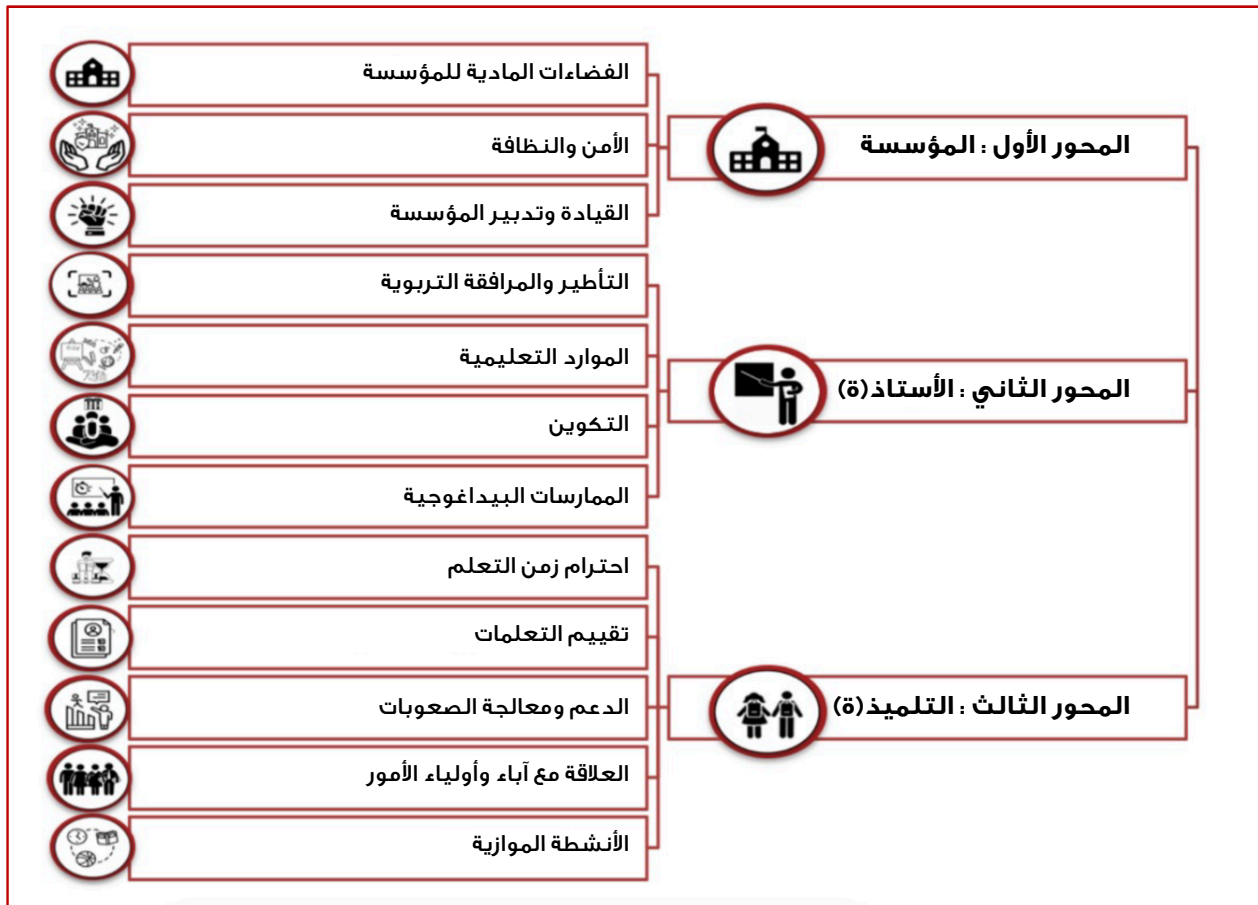 المحور الأول : المؤسسة
الفضاءات المادية للمؤسسة
الأمن والنظافة
القيادة وتدبير المؤسسة
المحور الثاني : الأستاذ(ة)
التأطير والمرافقة التربوية
الموارد التعليمية
التكوين
الممارسات البيداغوجية
المحور الثالث : التلميذ(ة)
احترام زمن التعلم
تقييم التعلمات
الدعم ومعالجة الصعوبات
العلاقة مع آباء وأولياء الأمور
الأنشطة الموازية